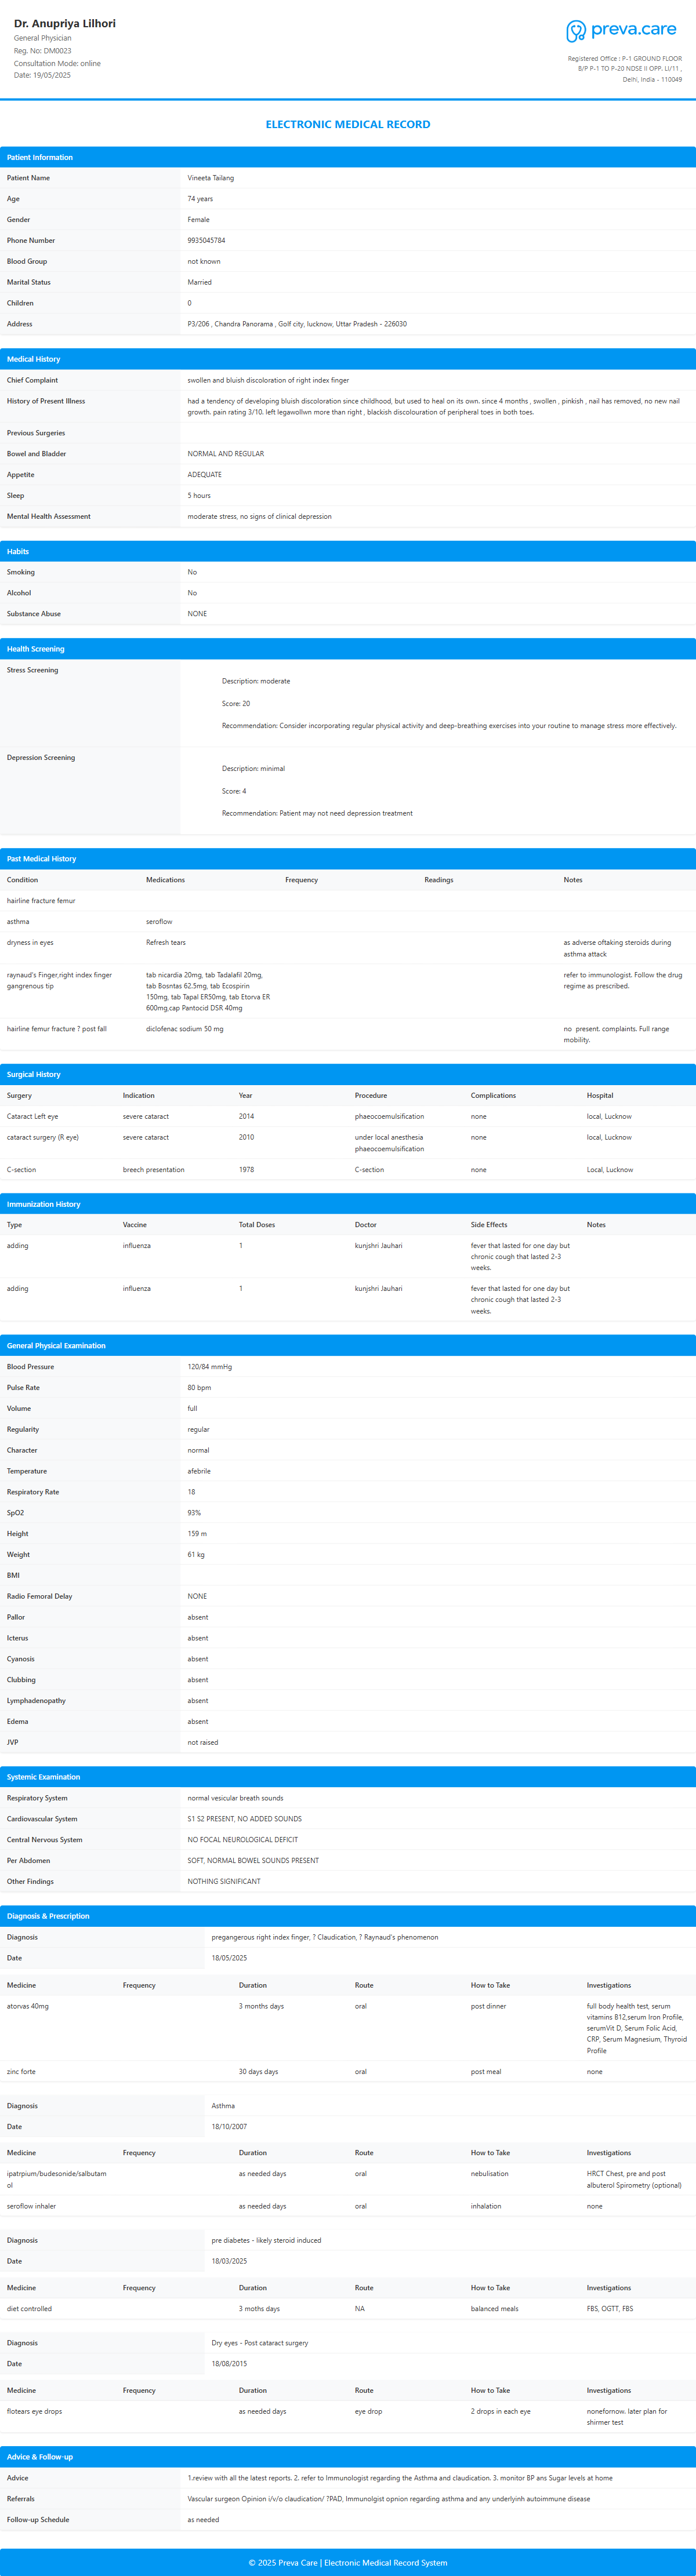 Dr. Anupriya Lilhori
General Physician
Reg. No: DM0023
Consultation Mode: online
Date: 19/05/2025
preva.care
Registered Office : P-1 GROUND FLOOR
B/P P-1 TO P-20 NDSE II OPP. LI/11 ,
Delhi, India - 110049
ELECTRONIC MEDICAL RECORD
Patient Information
Patient Name Vineeta Tailang
Age 74 years
Gender Female
Phone Number 9935045784
Blood Group not known
Marital Status Married
Children 0
Address P3/206 , Chandra Panorama , Golf city, lucknow, Uttar Pradesh - 226030
Medical History
Chief Complaint swollen and bluish discoloration of right index finger
History of Present Illness had a tendency of developing bluish discoloration since childhood, but used to heal on its own. since 4 months , swollen , pinkish , nail has removed, no new nail
growth. pain rating 3/10. left legawollwn more than right , blackish discolouration of peripheral toes in both toes.
Previous Surgeries
Bowel and Bladder NORMAL AND REGULAR
Appetite ADEQUATE
Sleep 5 hours
Mental Health Assessment moderate stress, no signs of clinical depression
Habits
Smoking No
Alcohol No
Substance Abuse NONE
Health Screening
Stress Screening
Description: moderate
Score: 20
Recommendation: Consider incorporating regular physical activity and deep-breathing exercises into your routine to manage stress more effectively.
Depression Screening
Description: minimal
Score: 4
Recommendation: Patient may not need depression treatment
Past Medical History
Condition Medications Frequency Readings Notes
hairline fracture femur
asthma seroflow
dryness in eyes Refresh tears as adverse oftaking steroids during
asthma attack
raynaud's Finger,right index finger tab nicardia 20mg, tab Tadalafil 20mg, refer to immunologist. Follow the drug
gangrenous tip tab Bosntas 62.5mg, tab Ecospirin regime as prescribed.
150mg, tab Tapal ER50mg, tab Etorva ER
600mg,cap Pantocid DSR 40mg
hairline femur fracture ? post fall diclofenac sodium 50 mg no present. complaints. Full range
mobility.
Surgical History
Surgery Indication Year Procedure Complications Hospital
Cataract Left eye severe cataract 2014 phaeocoemulsification none local, Lucknow
cataract surgery (R eye) severe cataract 2010 under local anesthesia none local, Lucknow
phaeocoemulsification
C-section breech presentation 1978 C-section none Local, Lucknow
Immunization History
Type Vaccine Total Doses Doctor Side Effects Notes
adding influenza 1 kunjshri Jauhari fever that lasted for one day but
chronic cough that lasted 2-3
weeks.
adding influenza 1 kunjshri Jauhari fever that lasted for one day but
chronic cough that lasted 2-3
weeks.
General Physical Examination
Blood Pressure 120/84 mmHg
Pulse Rate 80 bpm
Volume full
Regularity regular
Character normal
Temperature afebrile
Respiratory Rate 18
SpO2 93%
Height 159 m
Weight 61 kg
BMI
Radio Femoral Delay NONE
Pallor absent
Icterus absent
Cyanosis absent
Clubbing absent
Lymphadenopathy absent
Edema absent
JVP not raised
Systemic Examination
Respiratory System normal vesicular breath sounds
Cardiovascular System S1 S2 PRESENT, NO ADDED SOUNDS
Central Nervous System NO FOCAL NEUROLOGICAL DEFICIT
Per Abdomen SOFT, NORMAL BOWEL SOUNDS PRESENT
Other Findings NOTHING SIGNIFICANT
Diagnosis & Prescription
Diagnosis pregangerous right index finger, ? Claudication, ? Raynaud's phenomenon
Date 18/05/2025
Medicine Frequency Duration Route How to Take Investigations
atorvas 40mg 3 months days oral post dinner full body health test, serum
vitamins B12,serum Iron Profile,
serumVit D, Serum Folic Acid,
CRP, Serum Magnesium, Thyroid
Profile
zinc forte 30 days days oral post meal none
Diagnosis Asthma
Date 18/10/2007
Medicine Frequency Duration Route How to Take Investigations
ipatrpium/budesonide/salbutam as needed days oral nebulisation HRCT Chest, pre and post
ol albuterol Spirometry (optional)
seroflow inhaler as needed days oral inhalation none
Diagnosis pre diabetes - likely steroid induced
Date 18/03/2025
Medicine Frequency Duration Route How to Take Investigations
diet controlled 3 moths days NA balanced meals FBS, OGTT, FBS
Diagnosis Dry eyes - Post cataract surgery
Date 18/08/2015
Medicine Frequency Duration Route How to Take Investigations
flotears eye drops as needed days eye drop 2 drops in each eye nonefornow. later plan for
shirmer test
Advice & Follow-up
Advice 1.review with all the latest reports. 2. refer to Immunologist regarding the Asthma and claudication. 3. monitor BP ans Sugar levels at home
Referrals Vascular surgeon Opinion i/v/o claudication/ ?PAD, Immunolgist opnion regarding asthma and any underlyinh autoimmune disease
Follow-up Schedule as needed
© 2025 Preva Care | Electronic Medical Record System